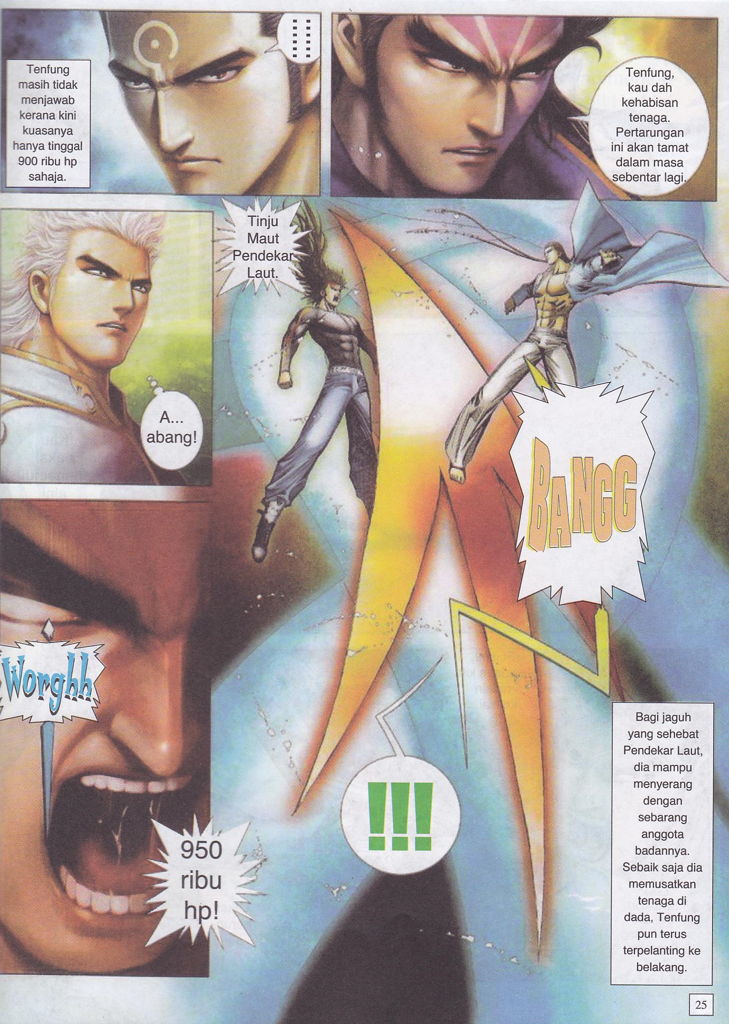 Tenfung
masih tidak
menjawab
kerana kini
kuasanya
hanya tinggal
900 ribu hp
sahaja.
Tenfung,
kau dah
kehabisan
tenaga.
Pertarungan
ini akan tamat
dalam masa
sebentar lagi.
A...
abang!
Tinju
Maut
Pendekar
Laut.
BANGG
Worghh
950
ribu
hp!
!!!
Bagi jaguh
yang sehebat
Pendekar Laut,
dia mampu
menyerang
dengan
sebarang
anggota
badannya.
Sebaik saja dia
memusatkan
tenaga di
dada, Tenfung
pun terus
terpelanting ke
belakang.
25